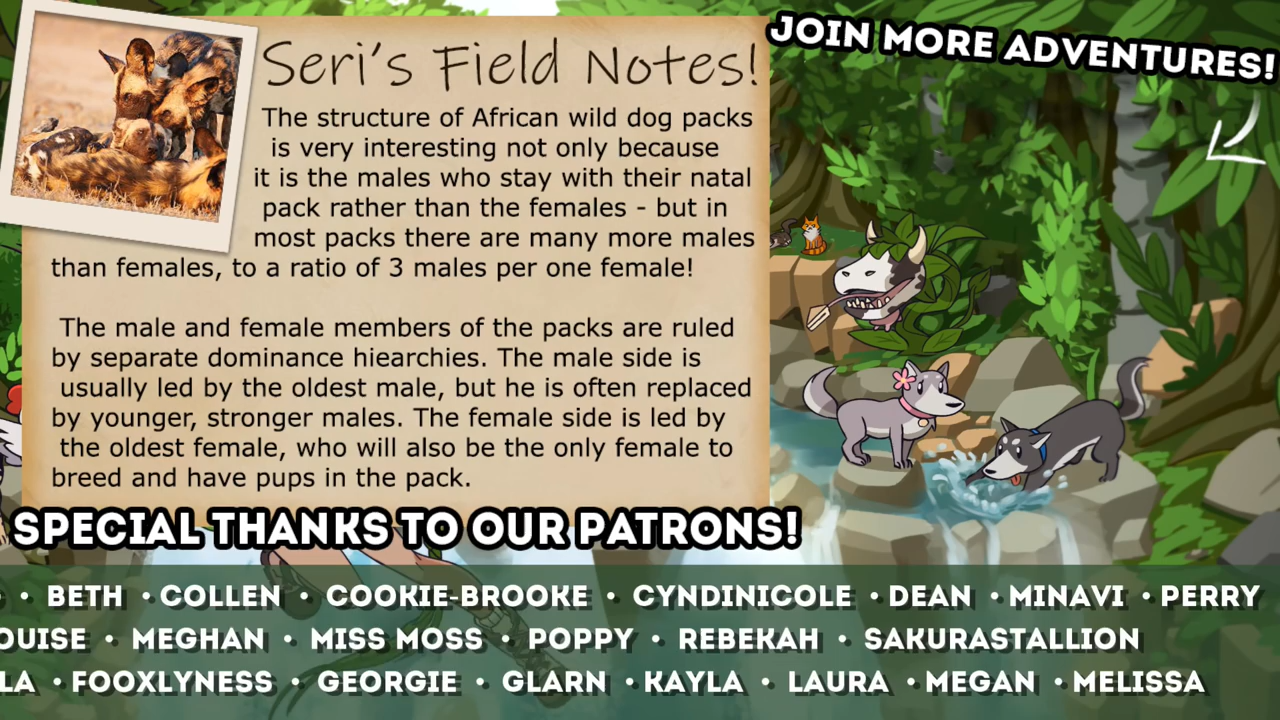 Seri's Field Notes!
JOIN MORE ADVENTURES!
The structure of African wild dog packs
is very interesting not only because
it is the males who stay with their natal
pack rather than the females - but in
most packs there are many more males
than females, to a ratio of 3 males per one female!
The male and female members of the packs are ruled
by separate dominance hiearchies. The male side is
usually led by the oldest male, but he is often replaced
by younger, stronger males. The female side is led by
the oldest female, who will also be the only female to
breed and have pups in the pack.
SPECIAL THANKS TO OUR PATRONS!
• BETH • COLLEN • COOKIE-BROOKE • CYNDINICOLE • DEAN • MINAVI • PERRY
OUISE • MEGHAN • MISS MOSS • POPPY • REBEKAH • SAKURASTALLION
LA • FOOXLYNESS • GEORGIE • GLARN • KAYLA • LAURA • MEGAN • MELISSA